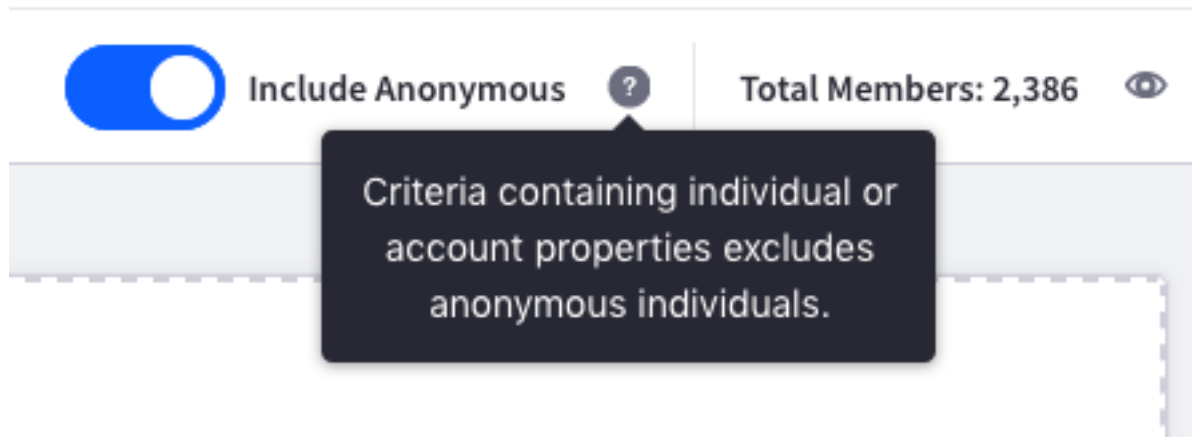 Include Anonymous ? Total Members: 2,386
Criteria containing individual or
account properties excludes
anonymous individuals.